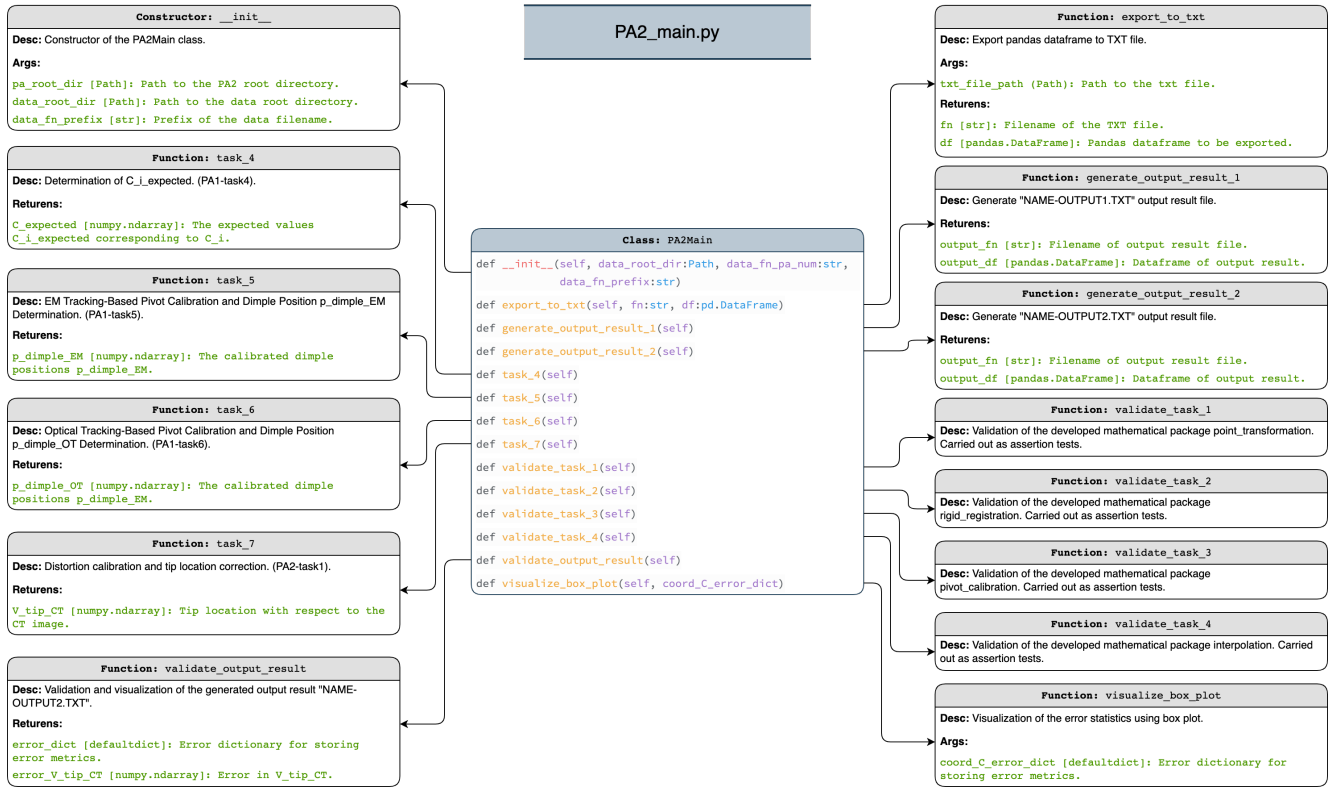 PA2_main.py
Constructor: __init__
Desc: Constructor of the PA2Main class.
Args:
pa_root_dir [Path]: Path to the PA2 root directory.
data_root_dir [Path]: Path to the data root directory.
data_fn_prefix [str]: Prefix of the data filename.
Function: task_4
Desc: Determination of C_i_expected. (PA1-task4).
Returens:
C_expected [numpy.ndarray]: The expected values
C_i_expected corresponding to C_i.
Function: task_5
Desc: EM Tracking-Based Pivot Calibration and Dimple Position p_dimple_EM
Determination. (PA1-task5).
Returens:
p_dimple_EM [numpy.ndarray]: The calibrated dimple
positions p_dimple_EM.
Function: task_6
Desc: Optical Tracking-Based Pivot Calibration and Dimple Position
p_dimple_OT Determination. (PA1-task6).
Returens:
p_dimple_OT [numpy.ndarray]: The calibrated dimple
positions p_dimple_EM.
Function: task_7
Desc: Distortion calibration and tip location correction. (PA2-task1).
Returens:
V_tip_CT [numpy.ndarray]: Tip location with respect to the
CT image.
Function: validate_output_result
Desc: Validation and visualization of the generated output result "NAME-
OUTPUT2.TXT".
Returens:
error_dict [defaultdict]: Error dictionary for storing
error metrics.
error_V_tip_CT [numpy.ndarray]: Error in V_tip_CT.
Class: PA2Main
def __init__(self, data_root_dir:Path, data_fn_pa_num:str,
data_fn_prefix:str)
def export_to_txt(self, fn:str, df:pd.DataFrame)
def generate_output_result_1(self)
def generate_output_result_2(self)
def task_4(self)
def task_5(self)
def task_6(self)
def task_7(self)
def validate_task_1(self)
def validate_task_2(self)
def validate_task_3(self)
def validate_task_4(self)
def validate_output_result(self)
def visualize_box_plot(self, coord_C_error_dict)
Function: export_to_txt
Desc: Export pandas dataframe to TXT file.
Args:
txt_file_path (Path): Path to the txt file.
Returens:
fn [str]: Filename of the TXT file.
df [pandas.DataFrame]: Pandas dataframe to be exported.
Function: generate_output_result_1
Desc: Generate "NAME-OUTPUT1.TXT" output result file.
Returens:
output_fn [str]: Filename of output result file.
output_df [pandas.DataFrame]: Dataframe of output result.
Function: generate_output_result_2
Desc: Generate "NAME-OUTPUT2.TXT" output result file.
Returens:
output_fn [str]: Filename of output result file.
output_df [pandas.DataFrame]: Dataframe of output result.
Function: validate_task_1
Desc: Validation of the developed mathematical package point_transformation.
Carried out as assertion tests.
Function: validate_task_2
Desc: Validation of the developed mathematical package
rigid_registration. Carried out as assertion tests.
Function: validate_task_3
Desc: Validation of the developed mathematical package
pivot_calibration. Carried out as assertion tests.
Function: validate_task_4
Desc: Validation of the developed mathematical package interpolation. Carried
out as assertion tests.
Function: visualize_box_plot
Desc: Visualization of the error statistics using box plot.
Args:
coord_C_error_dict [defaultdict]: Error dictionary for
storing error metrics.